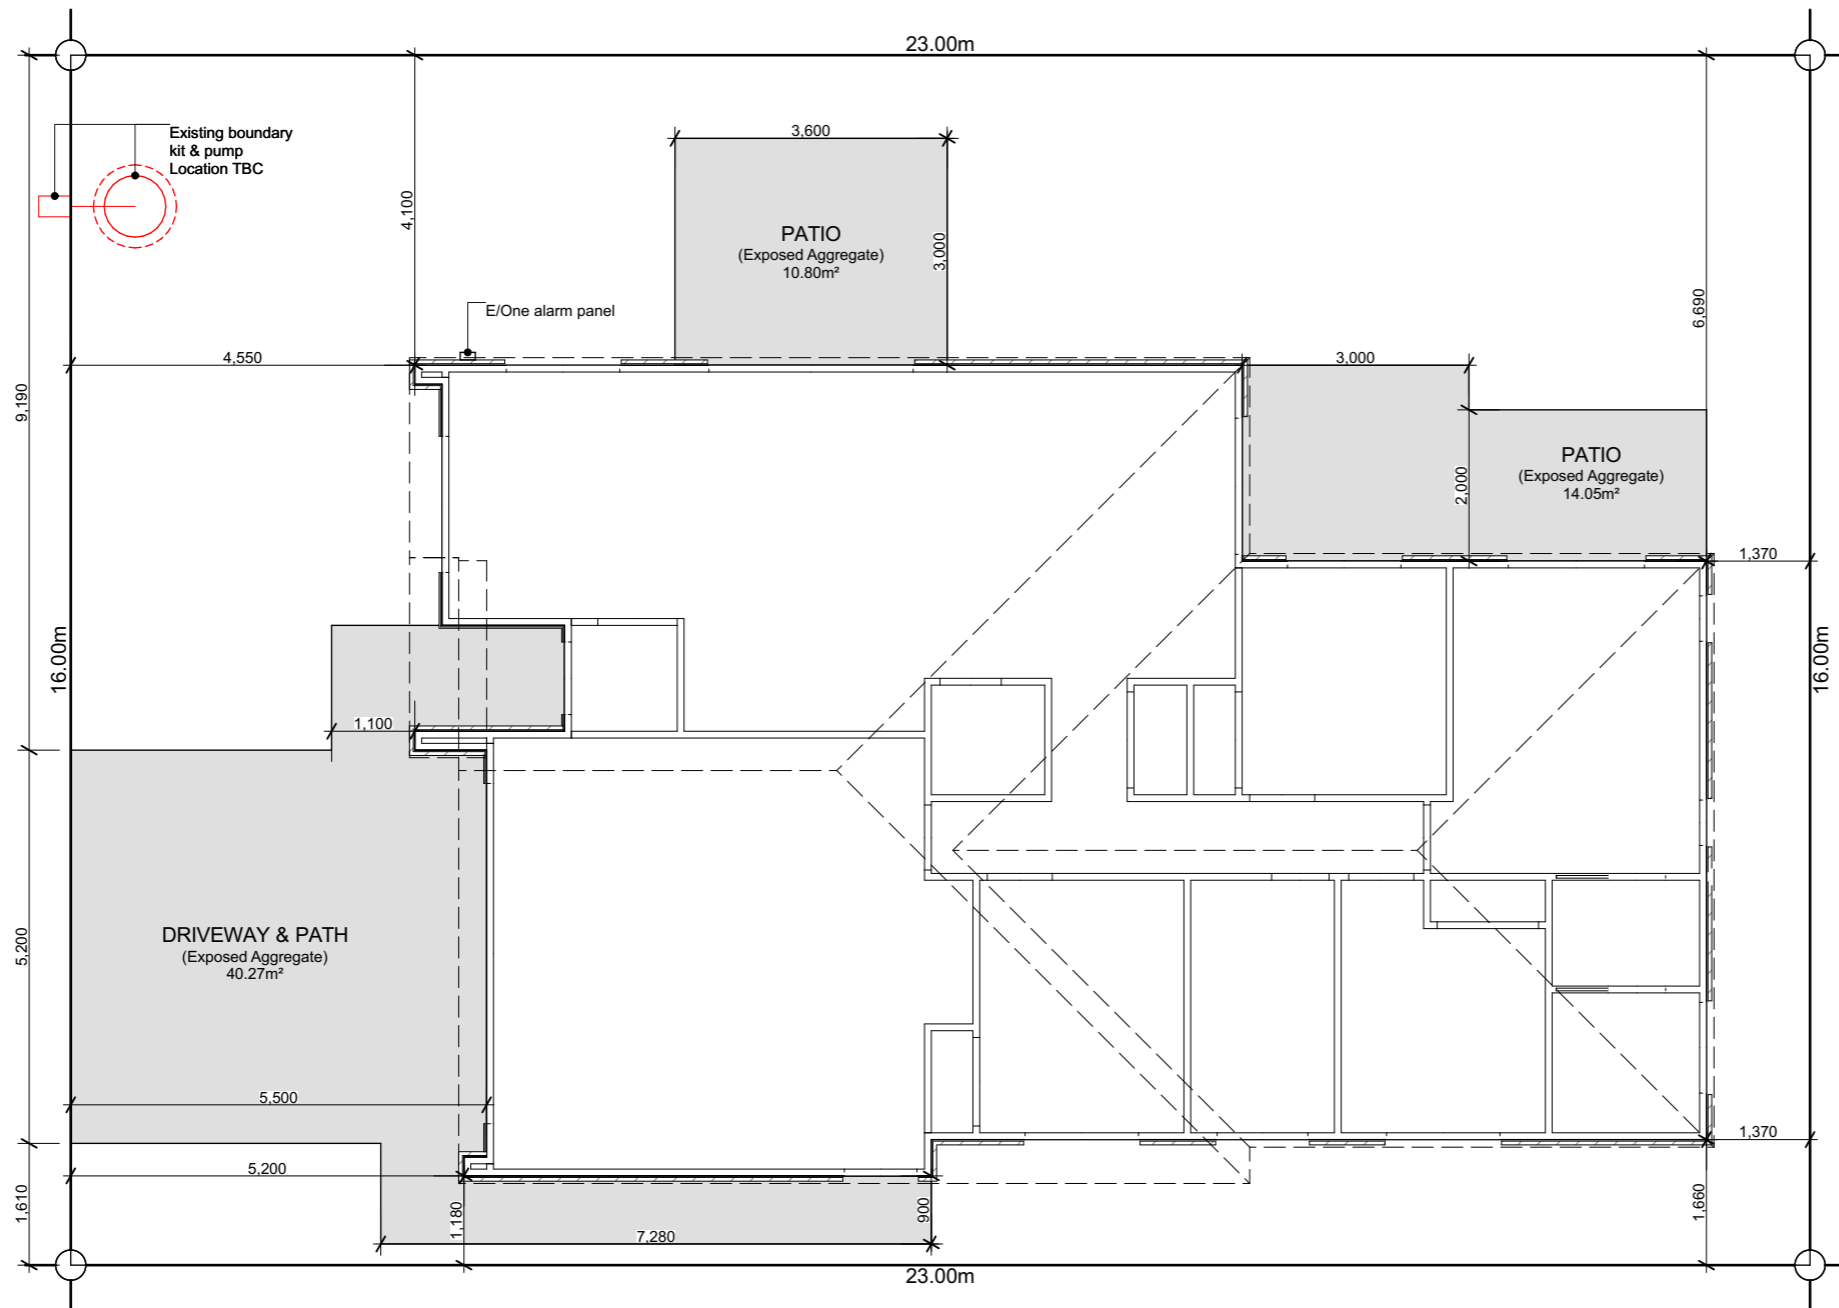 23.00m
Existing boundary
kit & pump
Location TBC
3,600
4,100
PATIO
(Exposed Aggregate)
10.80m²
3,000
6,690
E/One alarm panel
4,550
3,000
9,190
PATIO
(Exposed Aggregate)
14.05m²
2,000
1,370
16.00m
16.00m
1,100
DRIVEWAY & PATH
(Exposed Aggregate)
40.27m²
5,200
5,500
1,370
5,200
1,610
1,180
900
1,660
7,280
23.00m